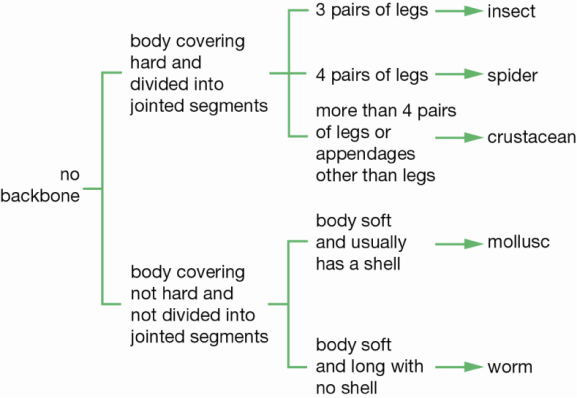 no
backbone
body covering
hard and
divided into
jointed segments
3 pairs of legs
insect
4 pairs of legs
spider
more than 4 pairs
of legs or
appendages
other than legs
crustacean
body covering
not hard and
not divided into
jointed segments
body soft
and usually
has a shell
mollusc
body soft
and long with
no shell
worm